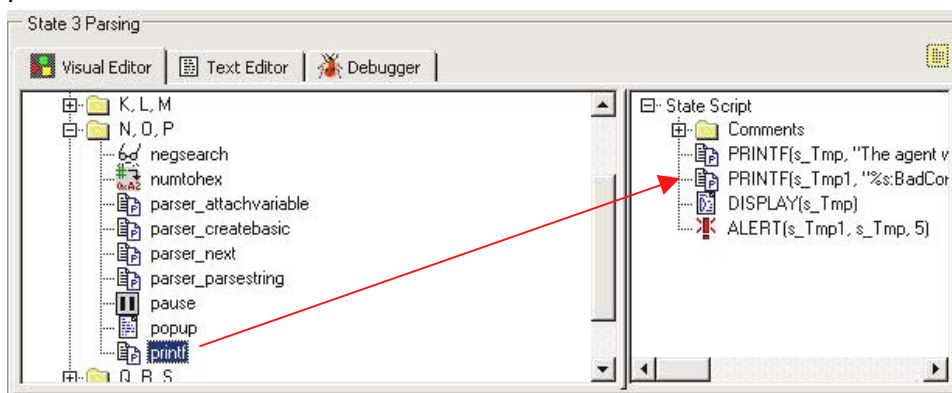 State 3 Parsing
Visual Editor Text Editor Debugger
K, L, M
N, O, P
negsearch
0xA2 numtohex
parser_attachvariable
parser_createbasic
parser_next
parser_parsestring
pause
popup
printf
Q, R, S
State Script
Comments
PRINTF(s_Tmp, "The agent v
PRINTF(s_Tmp1, "%s:BadCor
DISPLAY(s_Tmp)
ALERT(s_Tmp1, s_Tmp, 5)